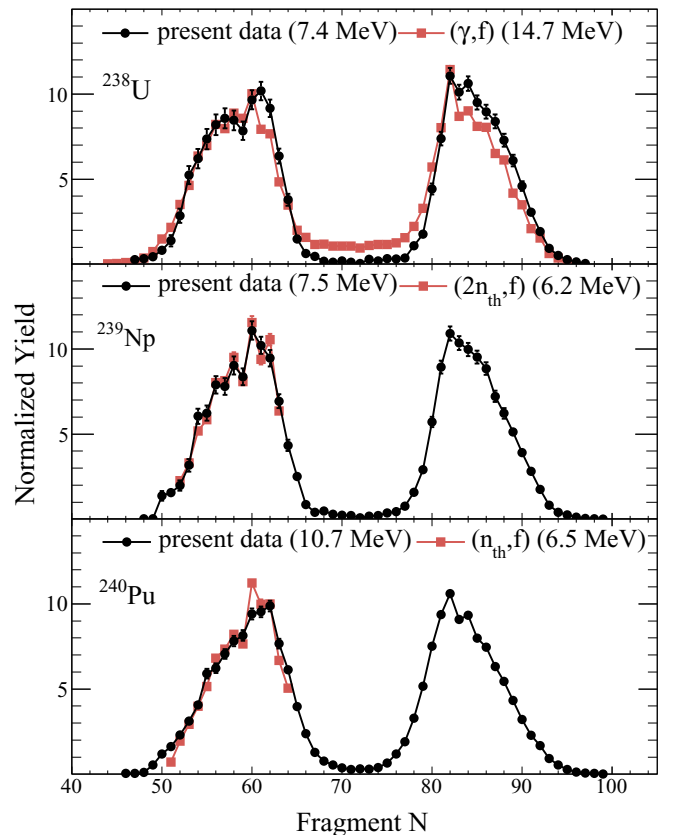 present data (7.4 MeV) (γ,f) (14.7 MeV)
²³⁸U
10
5
present data (7.5 MeV) (2nₜₕ,f) (6.2 MeV)
²³⁹Np
10
5
Normalized Yield
present data (10.7 MeV) (nₜₕ,f) (6.5 MeV)
²⁴⁰Pu
10
5
40 50 60 70 80 90 100
Fragment N